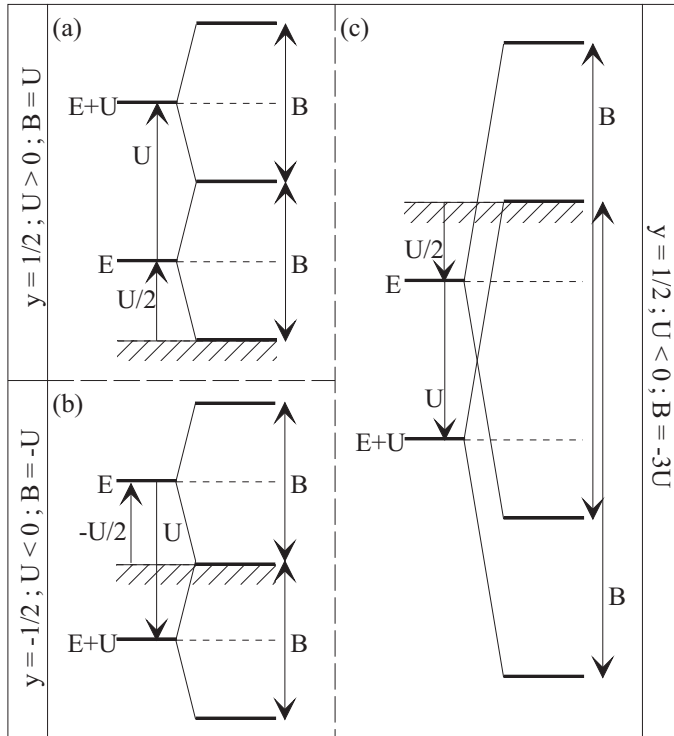 y = 1/2 ; U > 0 ; B = U
(a)
E+U
U
B
E
U/2
B
y = -1/2 ; U < 0 ; B = -U
(b)
E
-U/2
U
B
E+U
B
(c)
B
U/2
E
U
E+U
B
y = 1/2 ; U < 0 ; B = -3U